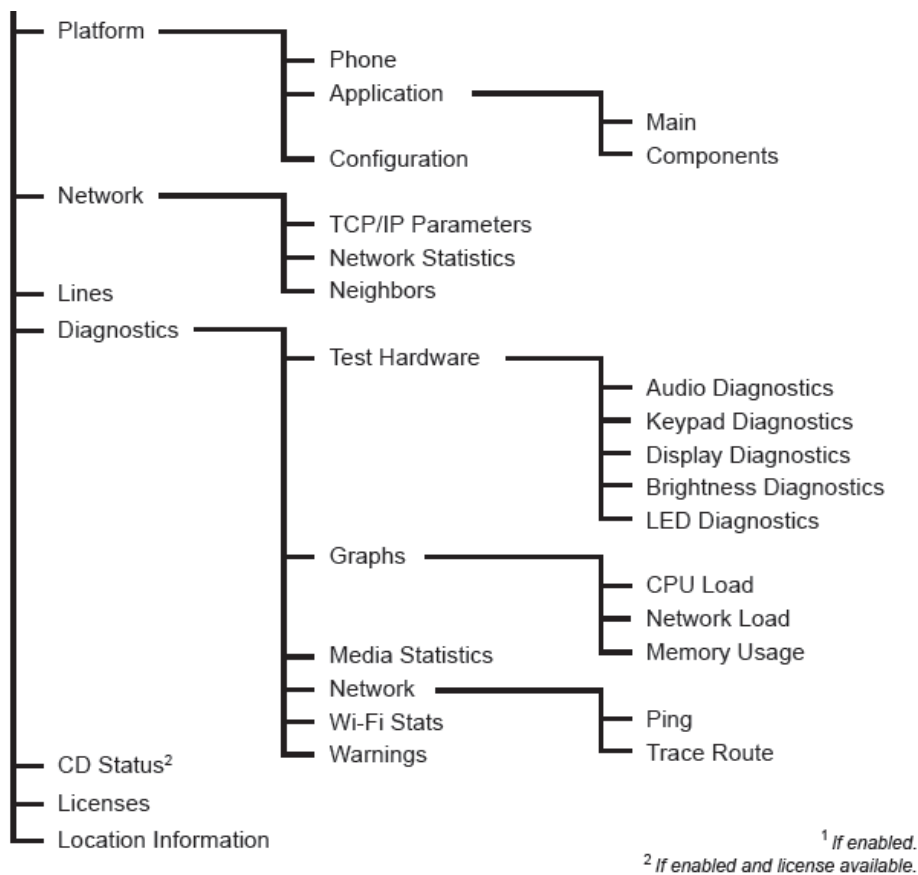 Platform
Phone
Application
Main
Components
Configuration
Network
TCP/IP Parameters
Network Statistics
Neighbors
Lines
Diagnostics
Test Hardware
Audio Diagnostics
Keypad Diagnostics
Display Diagnostics
Brightness Diagnostics
LED Diagnostics
Graphs
CPU Load
Network Load
Memory Usage
Media Statistics
Network
Ping
Trace Route
Wi-Fi Stats
Warnings
CD Status²
Licenses
Location Information
¹ If enabled.
² If enabled and license available.